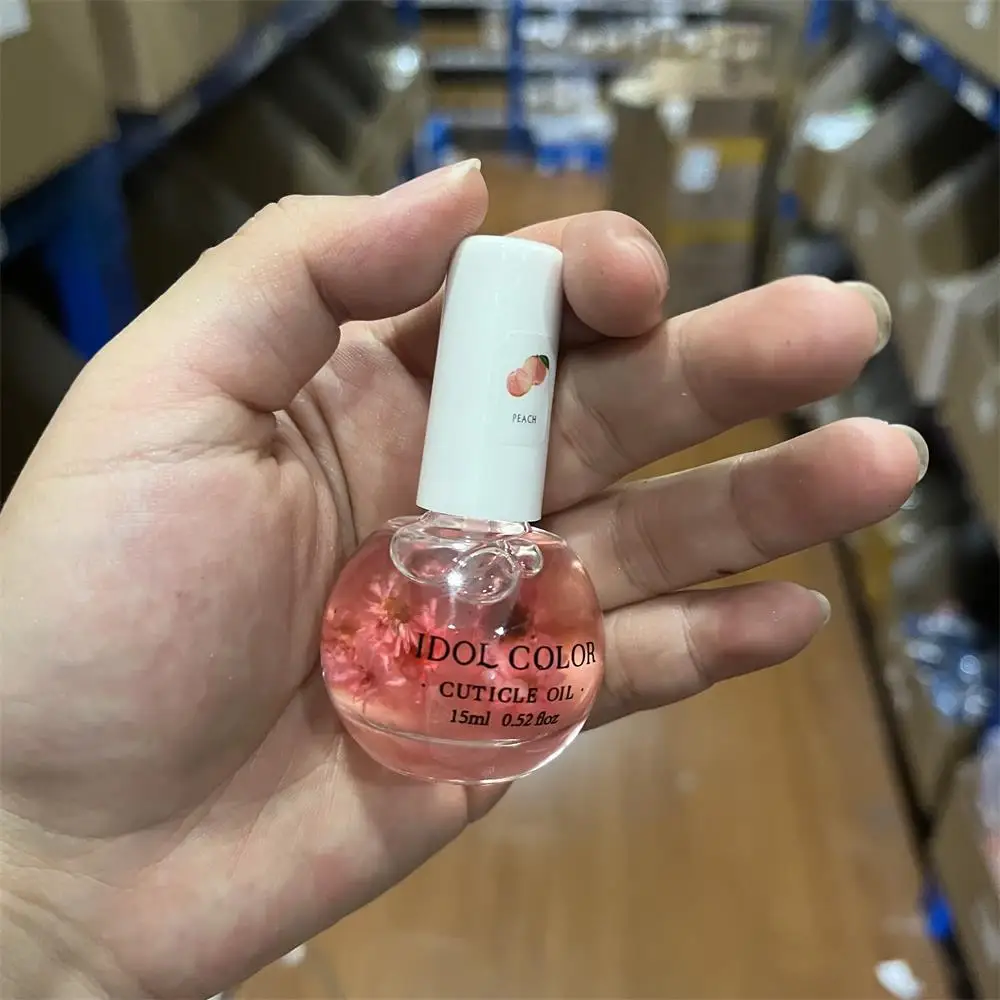 PEACH
IDOL COLOR
· CUTICLE OIL ·
15ml 0.52 floz